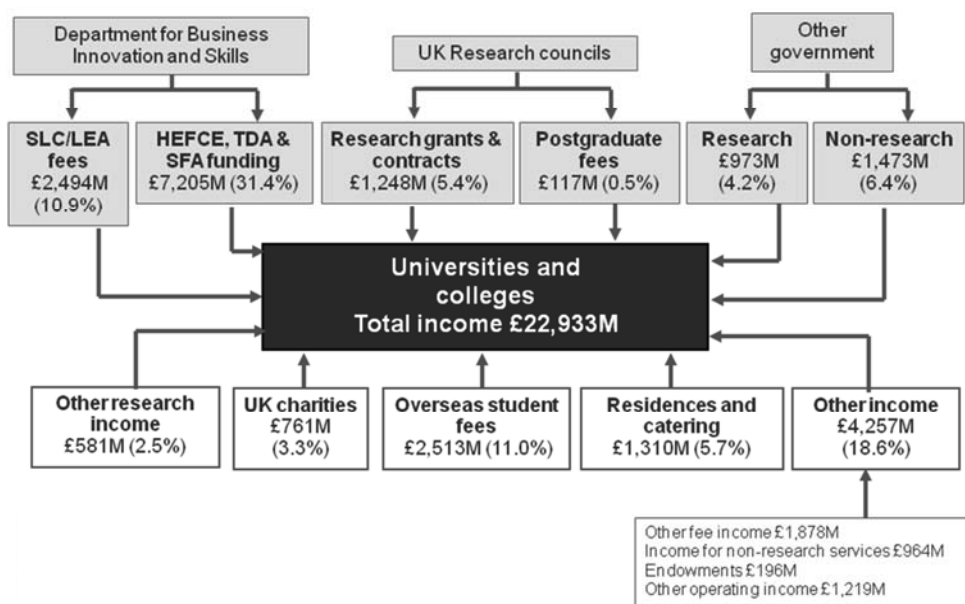 Department for Business
Innovation and Skills
UK Research councils
Other
government
SLC/LEA
fees
£2,494M
(10.9%)
HEFCE, TDA &
SFA funding
£7,205M (31.4%)
Research grants &
contracts
£1,248M (5.4%)
Postgraduate
fees
£117M (0.5%)
Research
£973M
(4.2%)
Non-research
£1,473M
(6.4%)
Universities and
colleges
Total income £22,933M
Other research
income
£581M (2.5%)
UK charities
£761M
(3.3%)
Overseas student
fees
£2,513M (11.0%)
Residences and
catering
£1,310M (5.7%)
Other income
£4,257M
(18.6%)
Other fee income £1,878M
Income for non-research services £964M
Endowments £196M
Other operating income £1,219M